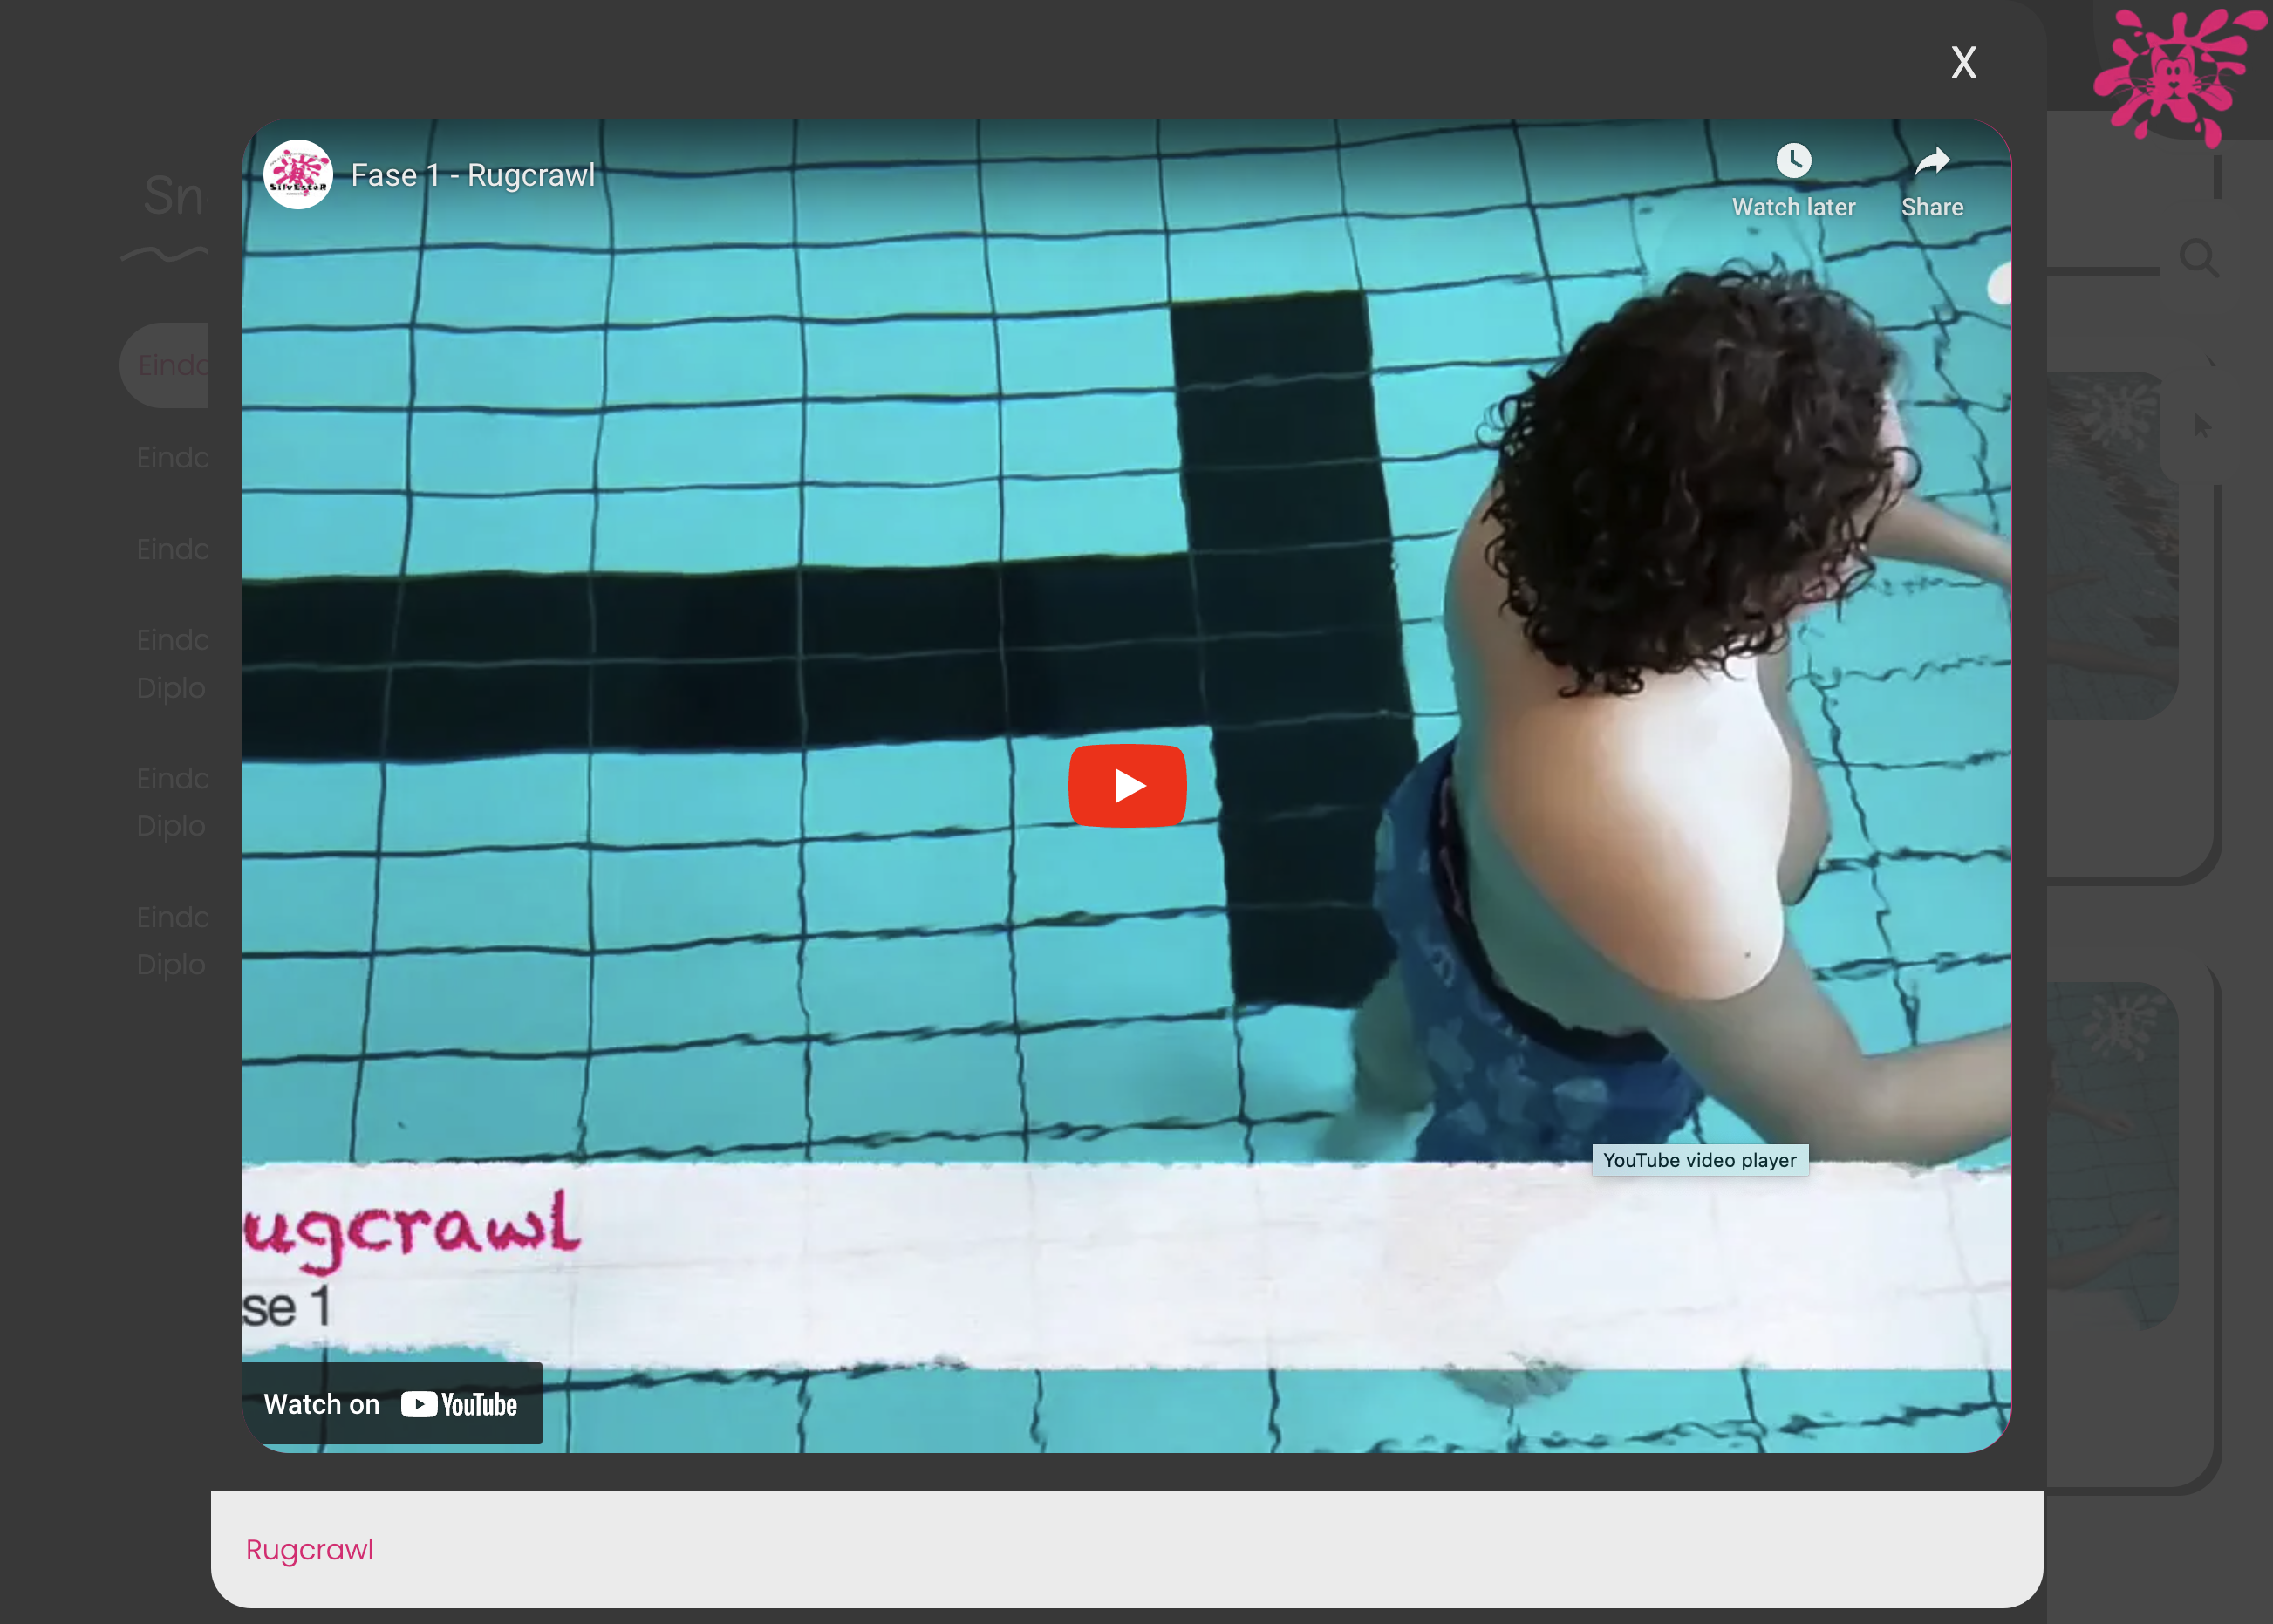 X
Sn
SilvEsteR
Fase 1 - Rugcrawl
Watch later
Share
Eindc
Eindc
Eindc
Eindc
Diplo
Eindc
Diplo
Eindc
Diplo
YouTube video player
ugcrawl
se 1
Watch on YouTube
Rugcrawl